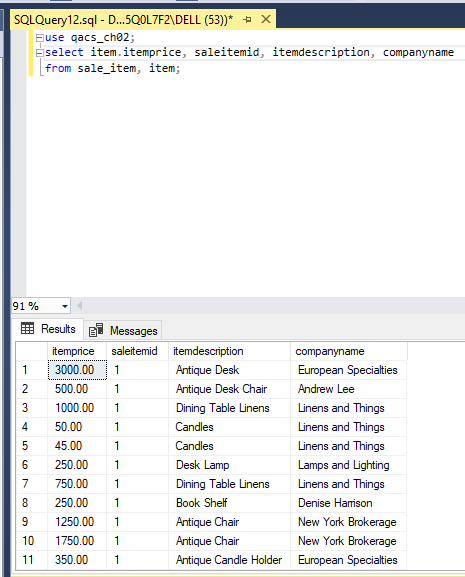 SQLQuery12.sql - D...5Q0L7F2\DELL (53))*
use qacs_ch02;
select item.itemprice, saleitemid, itemdescription, companyname
from sale_item, item;
91 %
Results Messages
itemprice saleitemid itemdescription companyname
1 3000.00 1 Antique Desk European Specialties
2 500.00 1 Antique Desk Chair Andrew Lee
3 1000.00 1 Dining Table Linens Linens and Things
4 50.00 1 Candles Linens and Things
5 45.00 1 Candles Linens and Things
6 250.00 1 Desk Lamp Lamps and Lighting
7 750.00 1 Dining Table Linens Linens and Things
8 250.00 1 Book Shelf Denise Harrison
9 1250.00 1 Antique Chair New York Brokerage
10 1750.00 1 Antique Chair New York Brokerage
11 350.00 1 Antique Candle Holder European Specialties